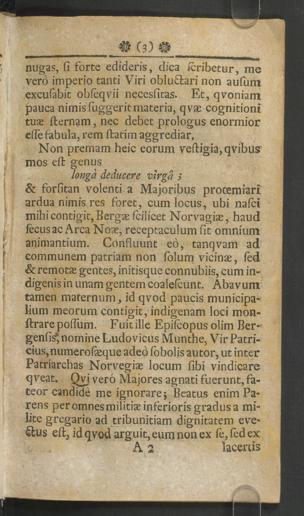 (3)
nugas, si forte edideris, dica scribetur, me
verò imperio tanti Viri obluctari non ausum
excusabit obseqvii necessitas. Et, qvoniam
pauca nimis suggerit materia, qvæ cognitioni
tuæ sternam, nec debet prologus enormior
esse fabula, rem statim aggrediar.
Non premam heic eorum vestigia, qvibus
mos est genus
longâ deducere virgâ;
& forsitan volenti a Majoribus proœmiari
ardua nimis res foret, cum locus, ubi nasci
mihi contigit, Bergæ scilicet Norvagiæ, haud
secus ac Arca Noæ, receptaculum sit omnium
animantium. Confluunt eò, tanqvam ad
communem patriam non solum vicinæ, sed
& remotæ gentes, initisque connubiis, cum in-
digenis in unam gentem coalescunt. Abavum
tamen maternum, id qvod paucis municipa-
lium meorum contigit, indigenam loci mon-
strare possum. Fuit ille Episcopus olim Ber-
gensis, nomine Ludovicus Munthe, Vir Patri-
cius, numerosæque adeò sobolis autor, ut inter
Patriarchas Norvegiæ locum sibi vindicare
qveat. Qvi verò Majores agnati fuerunt, fa-
teor candidè me ignorare; Beatus enim Pa-
rens per omnes militiæ inferioris gradus a mi-
lite gregario ad tribunitiam dignitatem eve-
ctus est, id qvod arguit, eum non ex se, sed ex
A 2 lacertis